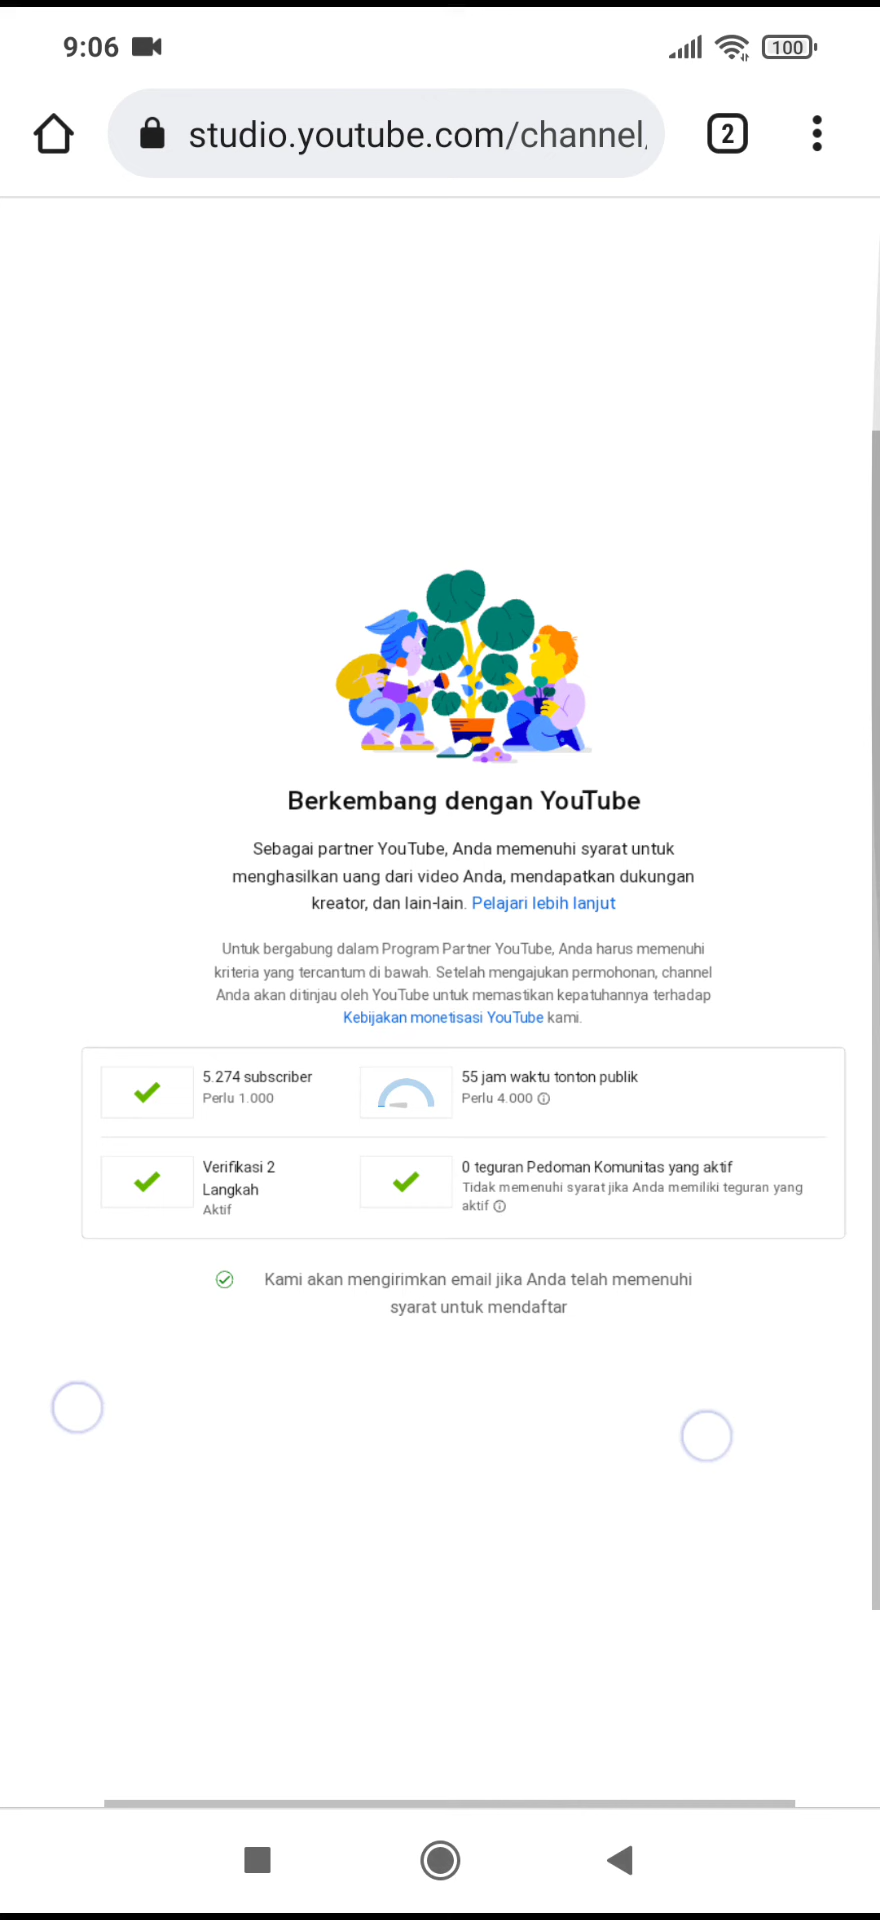 9:06
100
studio.youtube.com/channel
2
Berkembang dengan YouTube
Sebagai partner YouTube, Anda memenuhi syarat untuk
menghasilkan uang dari video Anda, mendapatkan dukungan
kreator, dan lain-lain. Pelajari lebih lanjut
Untuk bergabung dalam Program Partner YouTube, Anda harus memenuhi
kriteria yang tercantum di bawah. Setelah mengajukan permohonan, channel
Anda akan ditinjau oleh YouTube untuk memastikan kepatuhannya terhadap
Kebijakan monetisasi YouTube kami.
5.274 subscriber
Perlu 1.000
55 jam waktu tonton publik
Perlu 4.000
Verifikasi 2
Langkah
Aktif
0 teguran Pedoman Komunitas yang aktif
Tidak memenuhi syarat jika Anda memiliki teguran yang
aktif
Kami akan mengirimkan email jika Anda telah memenuhi
syarat untuk mendaftar